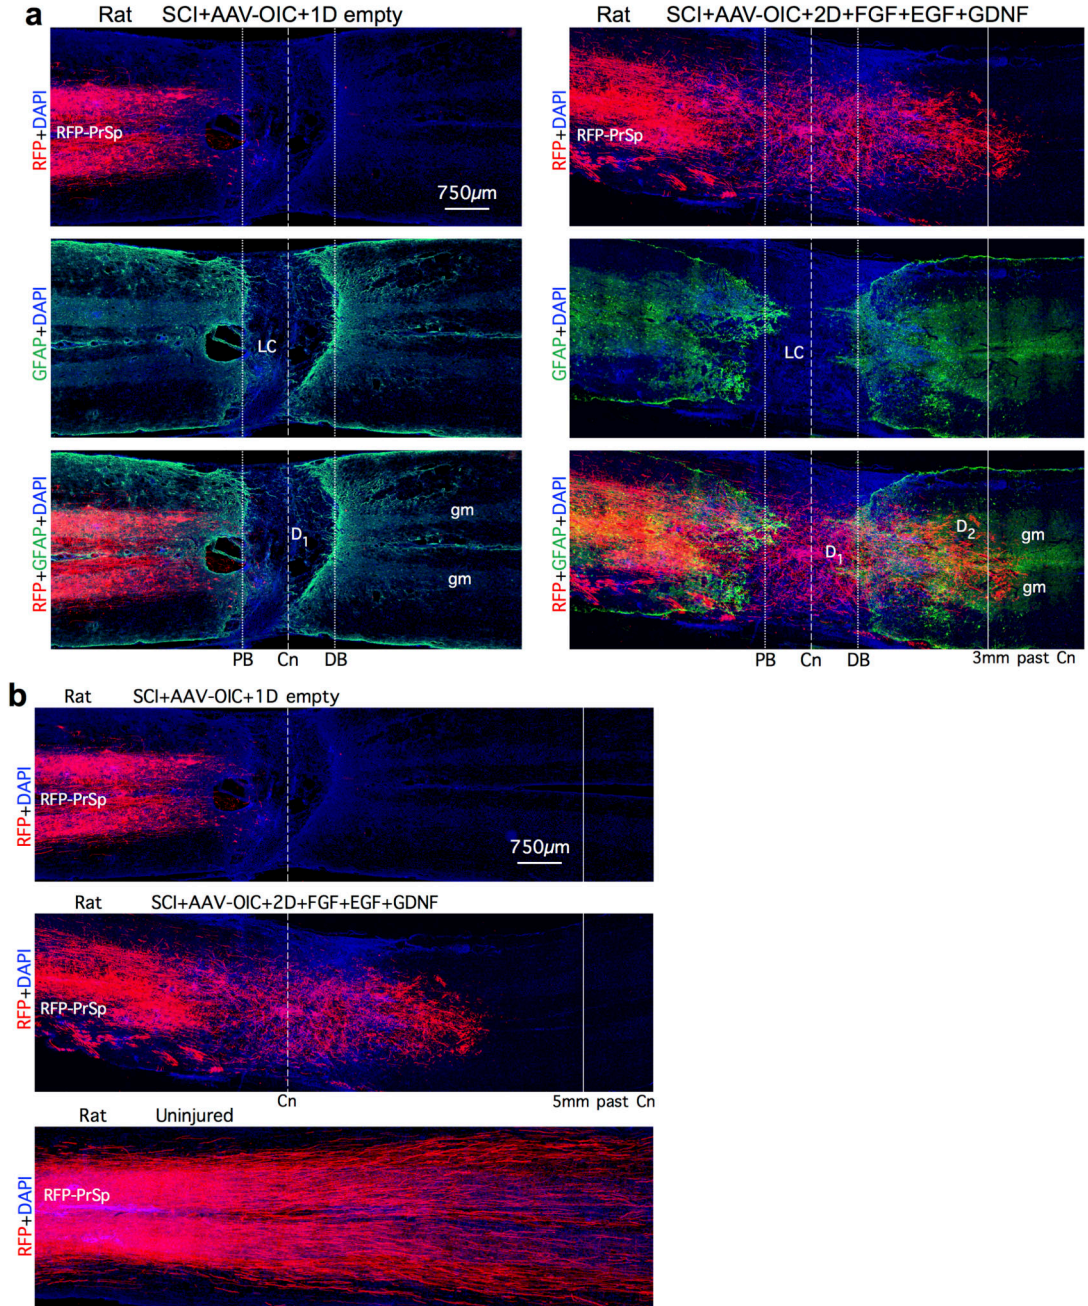 a
Rat SCI+AAV-OIC+1D empty
RFP+DAPI
RFP-PrSp
750µm
GFAP+DAPI
LC
RFP+GFAP+DAPI
D1
gm
gm
PB Cn DB
Rat SCI+AAV-OIC+2D+FGF+EGF+GDNF
RFP+DAPI
RFP-PrSp
GFAP+DAPI
LC
RFP+GFAP+DAPI
D1
D2
gm
gm
PB Cn DB 3mm past Cn
b
Rat SCI+AAV-OIC+1D empty
RFP+DAPI
RFP-PrSp
750µm
Rat SCI+AAV-OIC+2D+FGF+EGF+GDNF
RFP+DAPI
RFP-PrSp
Cn 5mm past Cn
Rat Uninjured
RFP+DAPI
RFP-PrSp